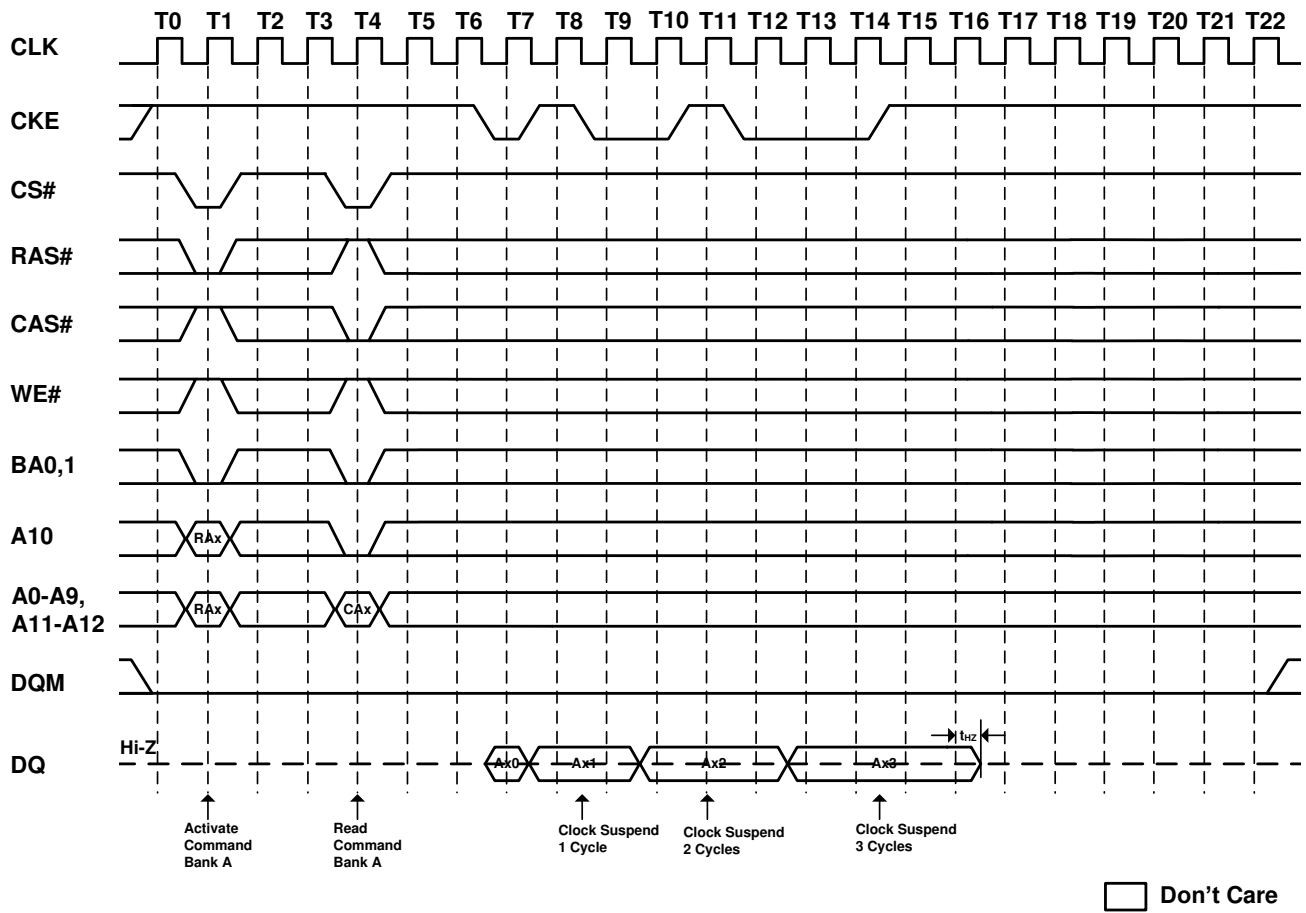 T0 T1 T2 T3 T4 T5 T6 T7 T8 T9 T10 T11 T12 T13 T14 T15 T16 T17 T18 T19 T20 T21 T22
CLK
CKE
CS#
RAS#
CAS#
WE#
BA0,1
A10
RAx
A0-A9,
A11-A12
RAx
CAx
DQM
Hi-Z
tHZ
DQ
Ax0
Ax1
Ax2
Ax3
Activate
Command
Bank A
Read
Command
Bank A
Clock Suspend
1 Cycle
Clock Suspend
2 Cycles
Clock Suspend
3 Cycles
Don't Care